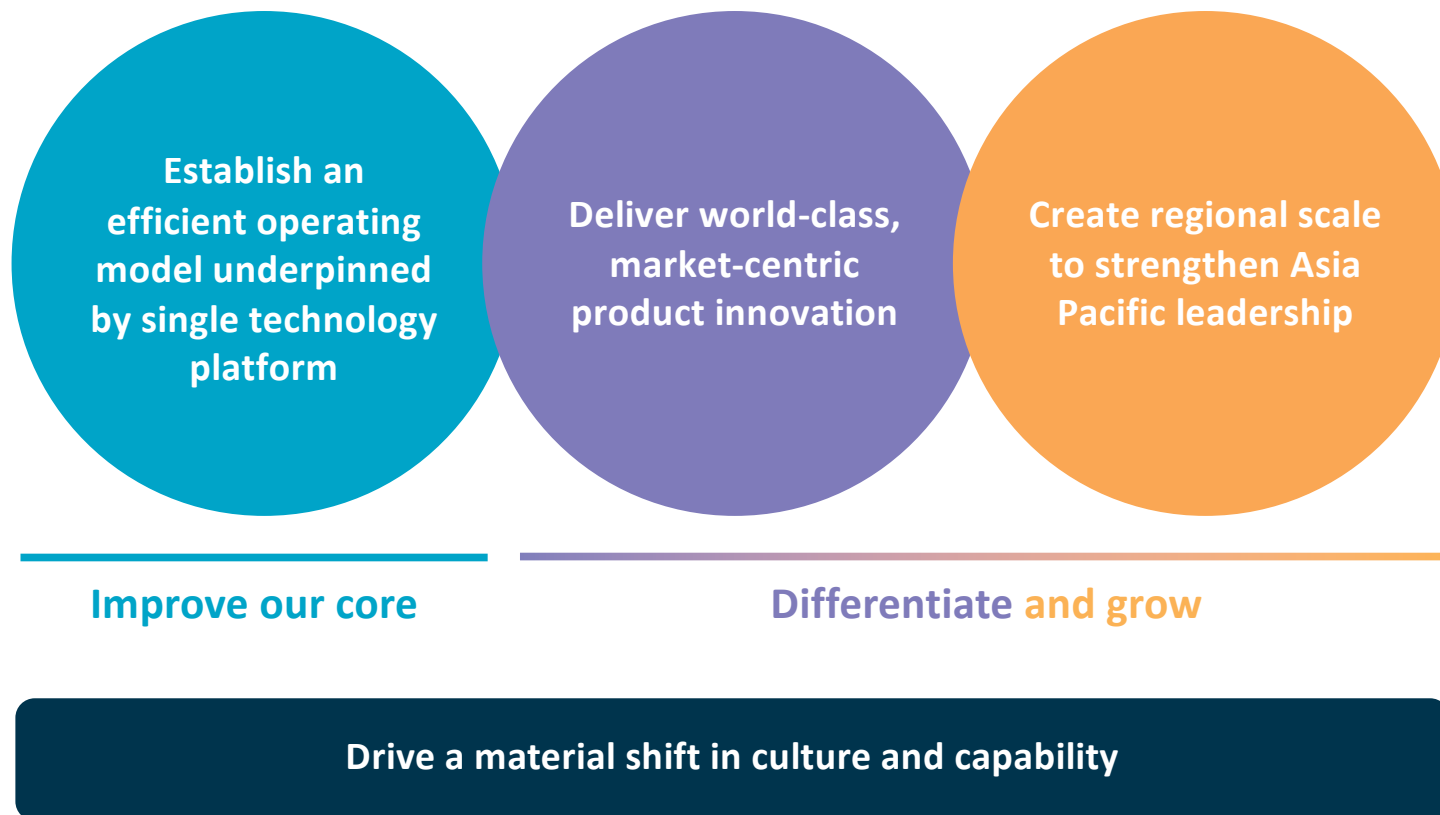 Establish an
efficient operating
model underpinned
by single technology
platform
Deliver world-class,
market-centric
product innovation
Create regional scale
to strengthen Asia
Pacific leadership
Improve our core
Differentiate and grow
Drive a material shift in culture and capability